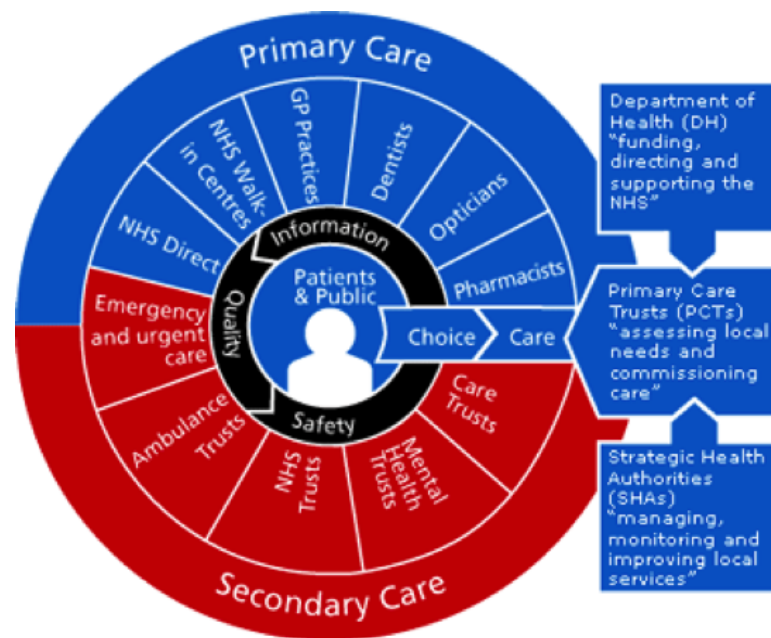 Primary Care
NHS Direct
NHS Walk-
in Centres
GP Practices
Dentists
Opticians
Pharmacists
Information
Quality
Safety
Patients
& Public
Choice
Care
Emergency
and urgent
care
Ambulance
Trusts
NHS
Trusts
Mental
Health
Trusts
Care
Trusts
Secondary Care
Department of
Health (DH)
“funding,
directing and
supporting the
NHS”
Primary Care
Trusts (PCTs)
“assessing local
needs and
commissioning
care”
Strategic Health
Authorities
(SHAs)
“managing,
monitoring and
improving local
services”